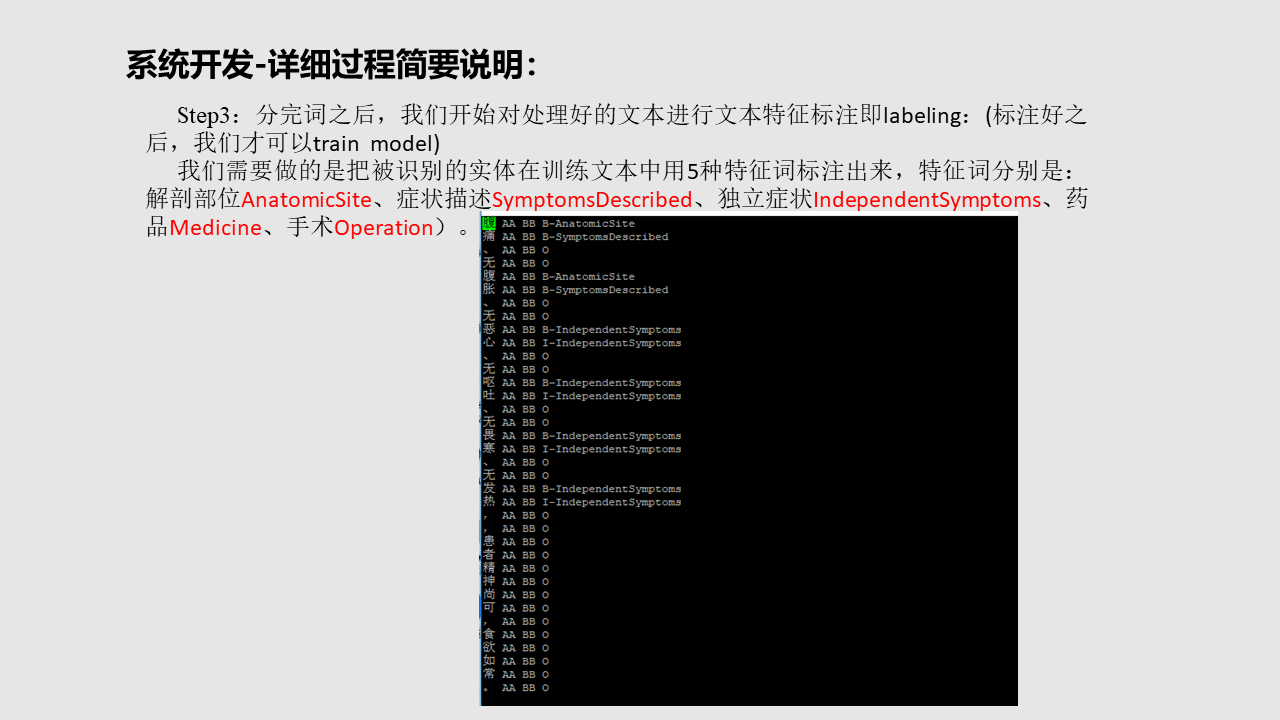 系统开发-详细过程简要说明：
Step3：分完词之后，我们开始对处理好的文本进行文本特征标注即labeling：(标注好之
后，我们才可以train model)
我们需要做的是把被识别的实体在训练文本中用5种特征词标注出来，特征词分别是：
解剖部位AnatomicSite、症状描述SymptomsDescribed、独立症状IndependentSymptoms、药
品Medicine、手术Operation）。
腹 AA BB B-AnatomicSite
痛 AA BB B-SymptomsDescribed
、 AA BB O
无 AA BB O
腹 AA BB B-AnatomicSite
胀 AA BB B-SymptomsDescribed
、 AA BB O
无 AA BB O
恶 AA BB B-IndependentSymptoms
心 AA BB I-IndependentSymptoms
、 AA BB O
无 AA BB O
呕 AA BB B-IndependentSymptoms
吐 AA BB I-IndependentSymptoms
、 AA BB O
无 AA BB O
畏 AA BB B-IndependentSymptoms
寒 AA BB I-IndependentSymptoms
、 AA BB O
无 AA BB O
发 AA BB B-IndependentSymptoms
热 AA BB I-IndependentSymptoms
， AA BB O
， AA BB O
患 AA BB O
者 AA BB O
精 AA BB O
神 AA BB O
尚 AA BB O
可 AA BB O
， AA BB O
食 AA BB O
欲 AA BB O
如 AA BB O
常 AA BB O
。 AA BB O